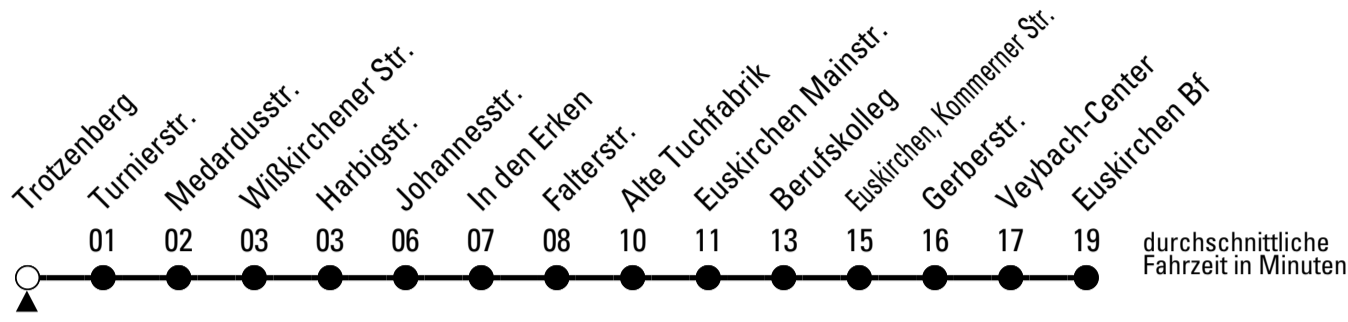 Trotzenberg
Turnierstr.
Medardusstr.
Wißkirchener Str.
Harbigstr.
Johannesstr.
In den Erken
Falterstr.
Alte Tuchfabrik
Euskirchen Mainstr.
Berufskolleg
Euskirchen, Kommerner Str.
Gerberstr.
Veybach-Center
Euskirchen Bf
01 02 03 03 06 07 08 10 11 13 15 16 17 19
durchschnittliche
Fahrzeit in Minuten